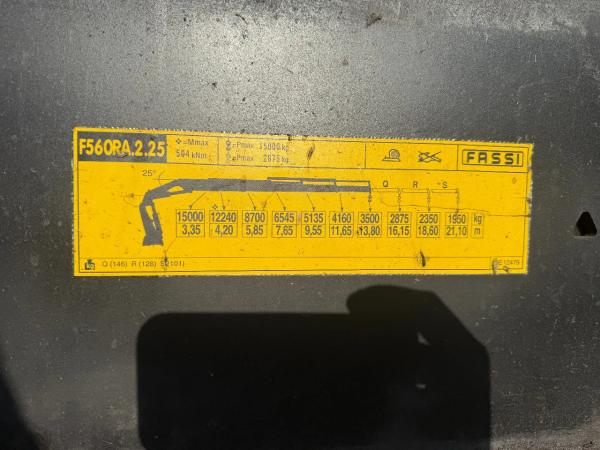 F560RA.2.25
=Mmax
504 kNm
=Pmax 15000 kg
=Pmax 2875 kg
FASSI
25°
Q R S
15000 12240 8700 6545 5135 4160 3500 2875 2350 1950 kg
3,35 4,20 5,85 7,65 9,55 11,65 13,80 16,15 18,60 21,10 m
kg Q (146) R (128) S (101)